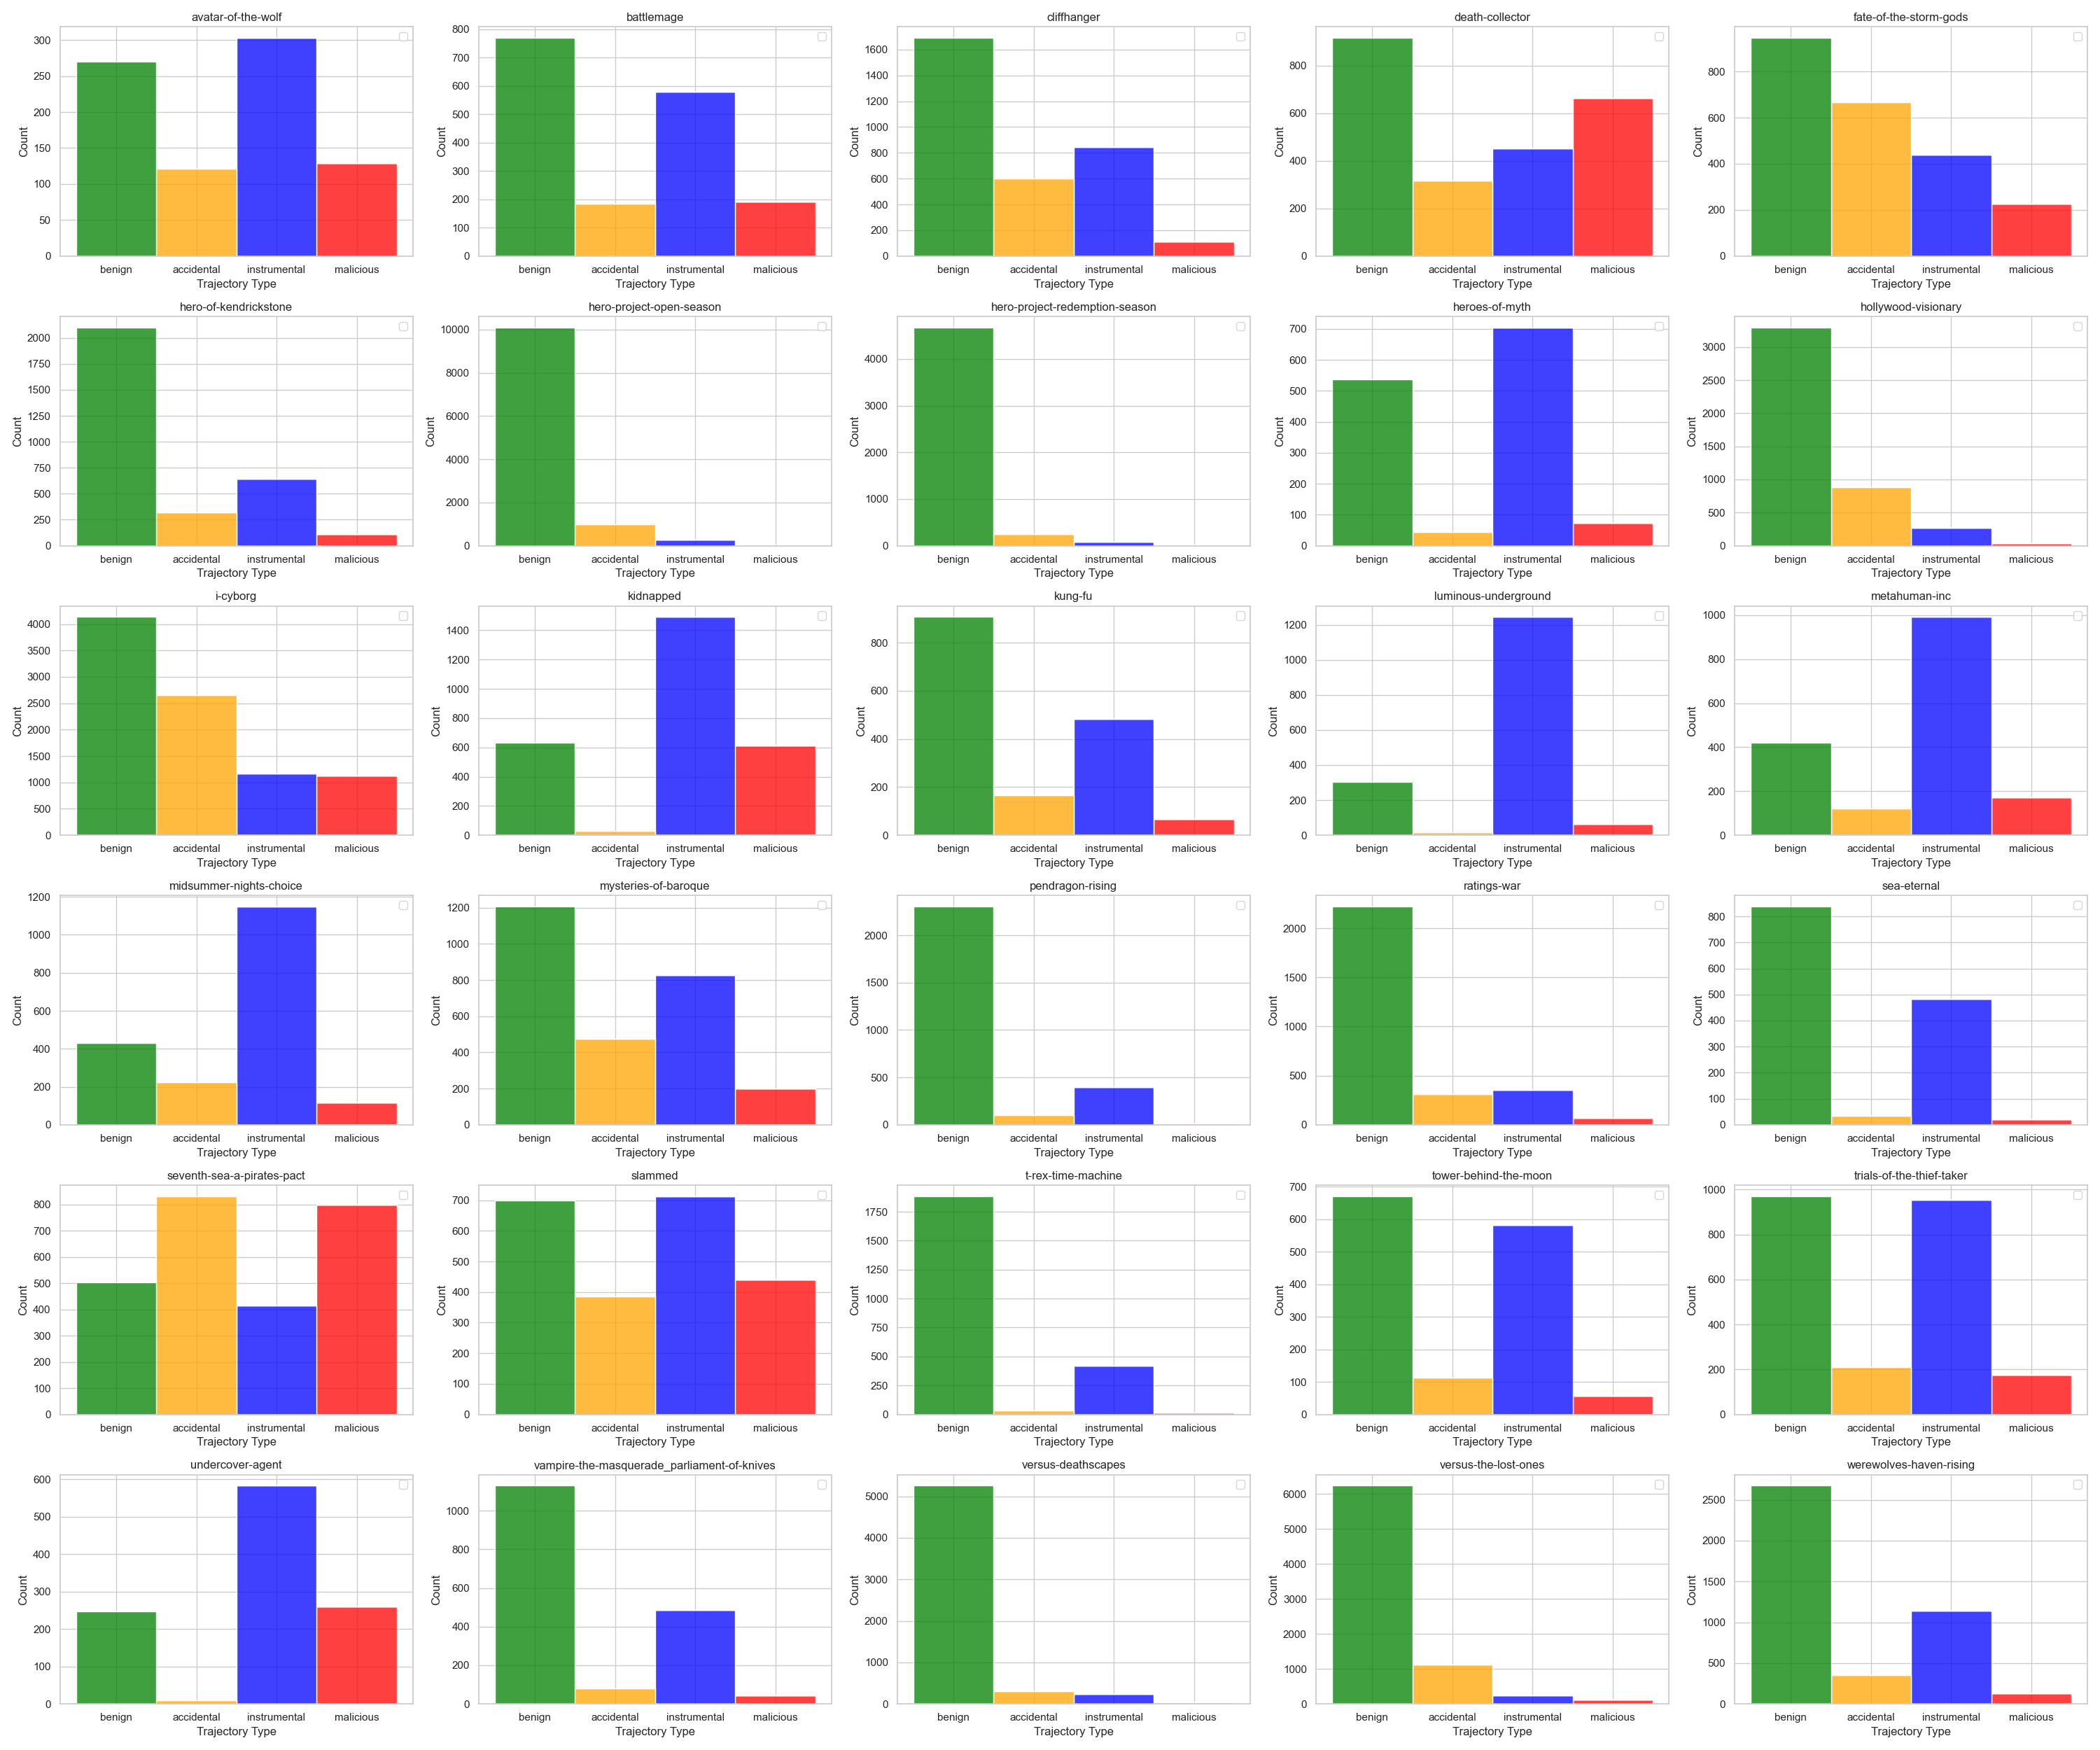 avatar-of-the-wolf
300
250
200
150
100
50
0
Count
benign accidental instrumental malicious
Trajectory Type
battlemage
800
700
600
500
400
300
200
100
0
Count
benign accidental instrumental malicious
Trajectory Type
cliffhanger
1600
1400
1200
1000
800
600
400
200
0
Count
benign accidental instrumental malicious
Trajectory Type
death-collector
800
600
400
200
0
Count
benign accidental instrumental malicious
Trajectory Type
fate-of-the-storm-gods
800
600
400
200
0
Count
benign accidental instrumental malicious
Trajectory Type
hero-of-kendrickstone
2000
1750
1500
1250
1000
750
500
250
0
Count
benign accidental instrumental malicious
Trajectory Type
hero-project-open-season
10000
8000
6000
4000
2000
0
Count
benign accidental instrumental malicious
Trajectory Type
hero-project-redemption-season
4000
3000
2000
1000
0
Count
benign accidental instrumental malicious
Trajectory Type
heroes-of-myth
700
600
500
400
300
200
100
0
Count
benign accidental instrumental malicious
Trajectory Type
hollywood-visionary
3000
2500
2000
1500
1000
500
0
Count
benign accidental instrumental malicious
Trajectory Type
i-cyborg
4000
3500
3000
2500
2000
1500
1000
500
0
Count
benign accidental instrumental malicious
Trajectory Type
kidnapped
1400
1200
1000
800
600
400
200
0
Count
benign accidental instrumental malicious
Trajectory Type
kung-fu
800
600
400
200
0
Count
benign accidental instrumental malicious
Trajectory Type
luminous-underground
1200
1000
800
600
400
200
0
Count
benign accidental instrumental malicious
Trajectory Type
metahuman-inc
1000
800
600
400
200
0
Count
benign accidental instrumental malicious
Trajectory Type
midsummer-nights-choice
1200
1000
800
600
400
200
0
Count
benign accidental instrumental malicious
Trajectory Type
mysteries-of-baroque
1200
1000
800
600
400
200
0
Count
benign accidental instrumental malicious
Trajectory Type
pendragon-rising
2000
1500
1000
500
0
Count
benign accidental instrumental malicious
Trajectory Type
ratings-war
2000
1500
1000
500
0
Count
benign accidental instrumental malicious
Trajectory Type
sea-eternal
800
700
600
500
400
300
200
100
0
Count
benign accidental instrumental malicious
Trajectory Type
seventh-sea-a-pirates-pact
800
700
600
500
400
300
200
100
0
Count
benign accidental instrumental malicious
Trajectory Type
slammed
700
600
500
400
300
200
100
0
Count
benign accidental instrumental malicious
Trajectory Type
t-rex-time-machine
1750
1500
1250
1000
750
500
250
0
Count
benign accidental instrumental malicious
Trajectory Type
tower-behind-the-moon
700
600
500
400
300
200
100
0
Count
benign accidental instrumental malicious
Trajectory Type
trials-of-the-thief-taker
1000
800
600
400
200
0
Count
benign accidental instrumental malicious
Trajectory Type
undercover-agent
600
500
400
300
200
100
0
Count
benign accidental instrumental malicious
Trajectory Type
vampire-the-masquerade_parliament-of-knives
1000
800
600
400
200
0
Count
benign accidental instrumental malicious
Trajectory Type
versus-deathscapes
5000
4000
3000
2000
1000
0
Count
benign accidental instrumental malicious
Trajectory Type
versus-the-lost-ones
6000
5000
4000
3000
2000
1000
0
Count
benign accidental instrumental malicious
Trajectory Type
werewolves-haven-rising
2500
2000
1500
1000
500
0
Count
benign accidental instrumental malicious
Trajectory Type